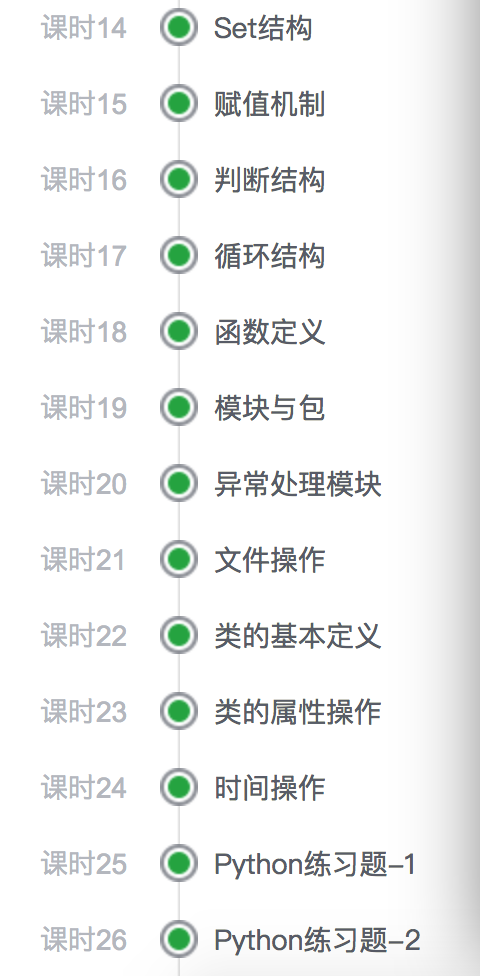 课时14 Set结构
课时15 赋值机制
课时16 判断结构
课时17 循环结构
课时18 函数定义
课时19 模块与包
课时20 异常处理模块
课时21 文件操作
课时22 类的基本定义
课时23 类的属性操作
课时24 时间操作
课时25 Python练习题-1
课时26 Python练习题-2